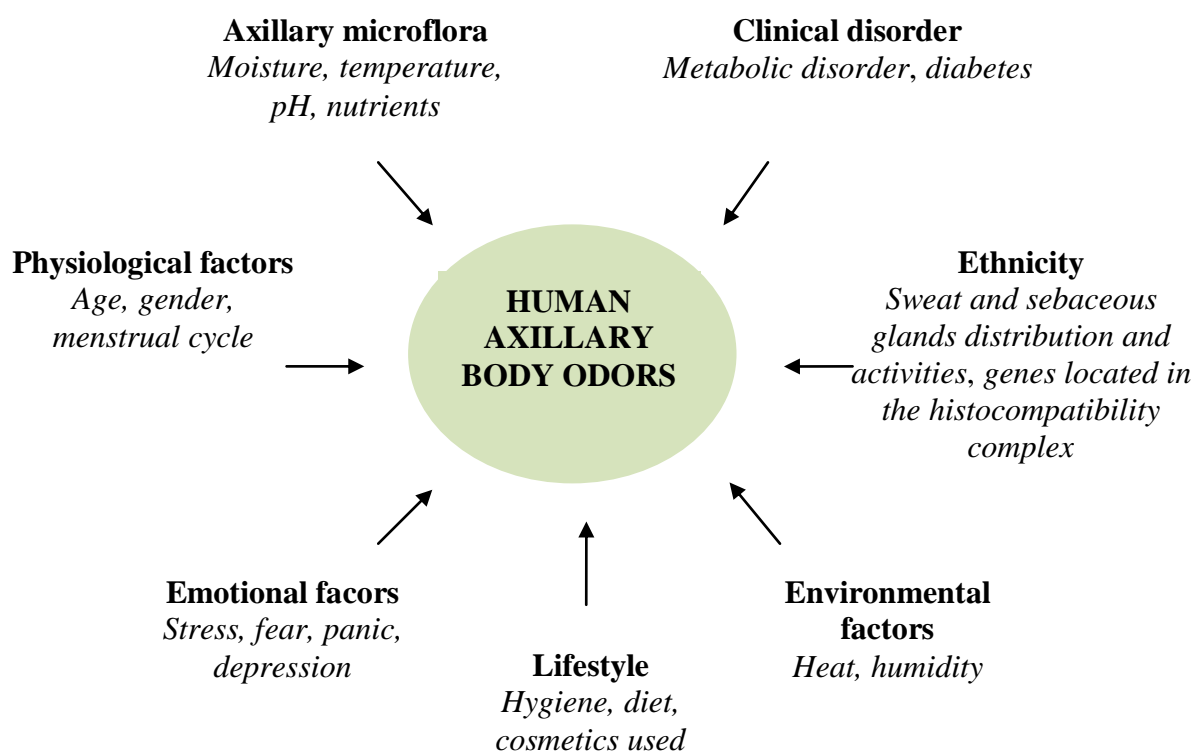 Axillary microflora
Moisture, temperature,
pH, nutrients
Clinical disorder
Metabolic disorder, diabetes
Physiological factors
Age, gender,
menstrual cycle
HUMAN
AXILLARY
BODY ODORS
Ethnicity
Sweat and sebaceous
glands distribution and
activities, genes located in
the histocompatibility
complex
Emotional facors
Stress, fear, panic,
depression
Lifestyle
Hygiene, diet,
cosmetics used
Environmental
factors
Heat, humidity